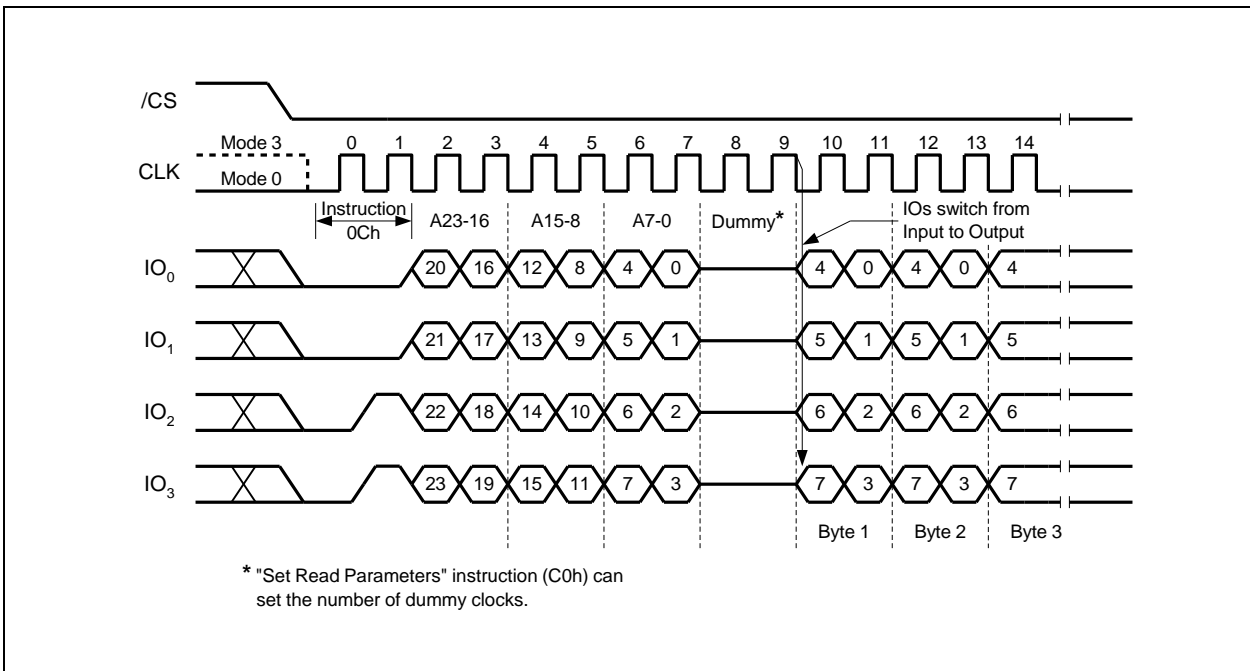 /CS
Mode 3 0 1 2 3 4 5 6 7 8 9 10 11 12 13 14
CLK
Mode 0
Instruction
0Ch
A23-16 A15-8 A7-0 Dummy*
IOs switch from
Input to Output
IO0 20 16 12 8 4 0 4 0 4 0 4
IO1 21 17 13 9 5 1 5 1 5 1 5
IO2 22 18 14 10 6 2 6 2 6 2 6
IO3 23 19 15 11 7 3 7 3 7 3 7
Byte 1 Byte 2 Byte 3
* "Set Read Parameters" instruction (C0h) can
set the number of dummy clocks.